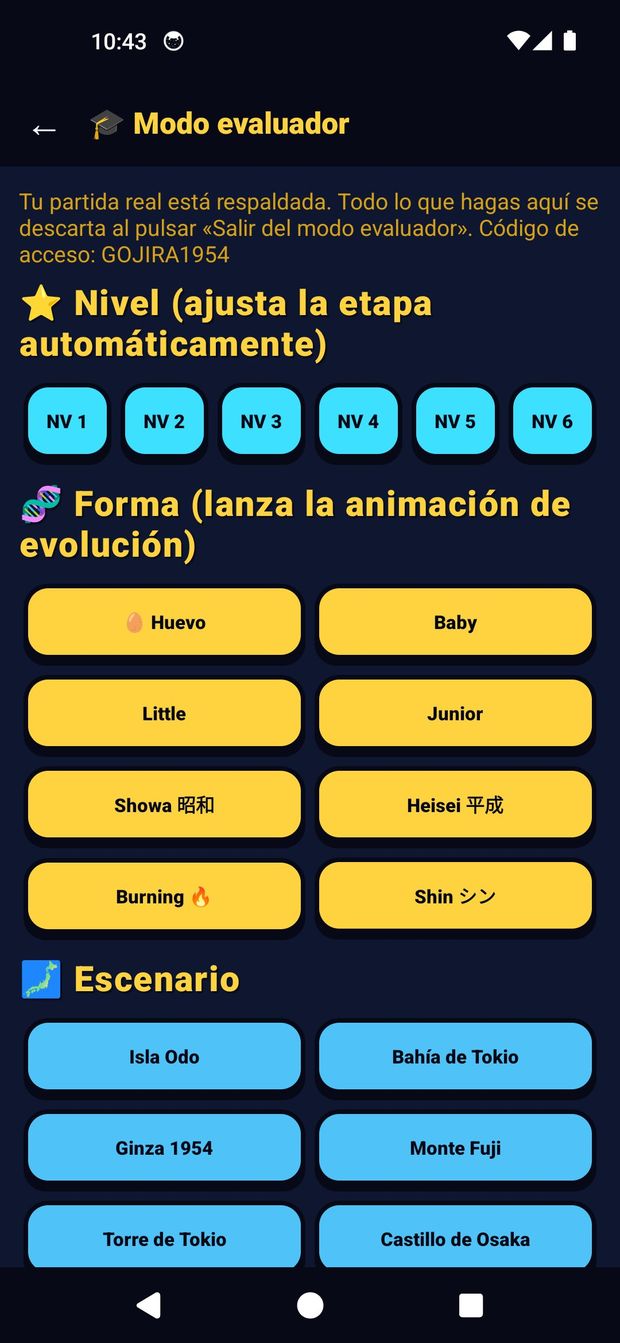 10:43
← 🎓 Modo evaluador
Tu partida real está respaldada. Todo lo que hagas aquí se
descarta al pulsar «Salir del modo evaluador». Código de
acceso: GOJIRA1954
⭐ Nivel (ajusta la etapa
automáticamente)
NV 1 NV 2 NV 3 NV 4 NV 5 NV 6
🧬 Forma (lanza la animación de
evolución)
🥚 Huevo Baby
Little Junior
Showa 昭和 Heisei 平成
Burning 🔥 Shin シン
🗾 Escenario
Isla Odo Bahía de Tokio
Ginza 1954 Monte Fuji
Torre de Tokio Castillo de Osaka